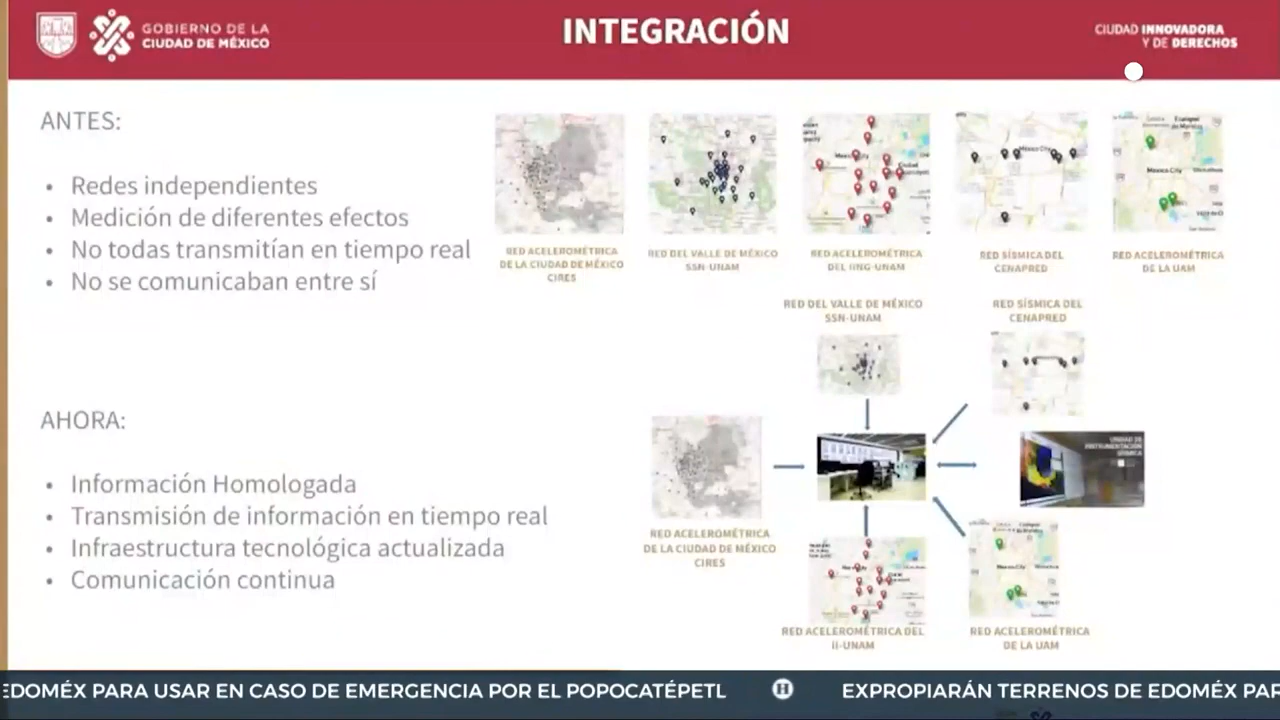 GOBIERNO DE LA
CIUDAD DE MÉXICO
INTEGRACIÓN
CIUDAD INNOVADORA
Y DE DERECHOS
ANTES:
• Redes independientes
• Medición de diferentes efectos
• No todas transmitían en tiempo real
• No se comunicaban entre sí
RED ACELEROMÉTRICA
DE LA CIUDAD DE MÉXICO
CIRES
RED DEL VALLE DE MÉXICO
SSN-UNAM
RED ACELEROMÉTRICA
DEL IING-UNAM
RED SÍSMICA DEL
CENAPRED
RED ACELEROMÉTRICA
DE LA UAM
México City
RED DEL VALLE DE MÉXICO
SSN-UNAM
RED SÍSMICA DEL
CENAPRED
AHORA:
• Información Homologada
• Transmisión de información en tiempo real
• Infraestructura tecnológica actualizada
• Comunicación continua
RED ACELEROMÉTRICA
DE LA CIUDAD DE MÉXICO
CIRES
UNIDAD DE
INSTRUMENTACIÓN
SÍSMICA
RED ACELEROMÉTRICA DEL
II-UNAM
RED ACELEROMÉTRICA
DE LA UAM
EDOMÉX PARA USAR EN CASO DE EMERGENCIA POR EL POPOCATÉPETL
H
EXPROPIARÁN TERRENOS DE EDOMÉX PAR